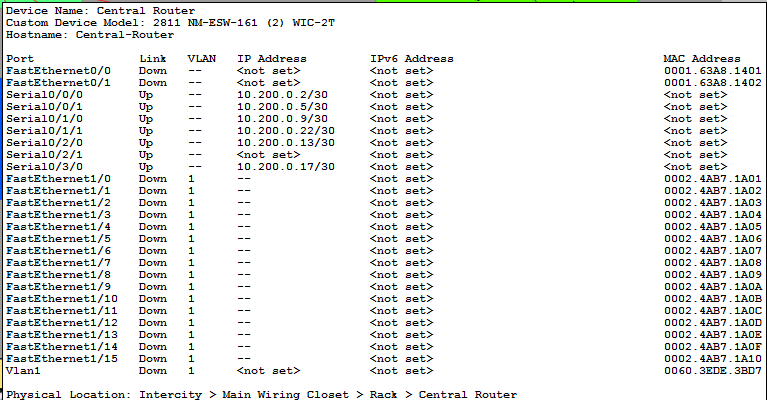 Device Name: Central Router
Custom Device Model: 2811 NM-ESW-161 (2) WIC-2T
Hostname: Central-Router
Port Link VLAN IP Address IPv6 Address MAC Address
FastEthernet0/0 Down -- <not set> <not set> 0001.63A8.1401
FastEthernet0/1 Down -- <not set> <not set> 0001.63A8.1402
Serial0/0/0 Up -- 10.200.0.2/30 <not set> <not set>
Serial0/0/1 Up -- 10.200.0.5/30 <not set> <not set>
Serial0/1/0 Up -- 10.200.0.9/30 <not set> <not set>
Serial0/1/1 Up -- 10.200.0.22/30 <not set> <not set>
Serial0/2/0 Up -- 10.200.0.13/30 <not set> <not set>
Serial0/2/1 Up -- <not set> <not set> <not set>
Serial0/3/0 Up -- 10.200.0.17/30 <not set> <not set>
FastEthernet1/0 Down 1 -- <not set> 0002.4AB7.1A01
FastEthernet1/1 Down 1 -- <not set> 0002.4AB7.1A02
FastEthernet1/2 Down 1 -- <not set> 0002.4AB7.1A03
FastEthernet1/3 Down 1 -- <not set> 0002.4AB7.1A04
FastEthernet1/4 Down 1 -- <not set> 0002.4AB7.1A05
FastEthernet1/5 Down 1 -- <not set> 0002.4AB7.1A06
FastEthernet1/6 Down 1 -- <not set> 0002.4AB7.1A07
FastEthernet1/7 Down 1 -- <not set> 0002.4AB7.1A08
FastEthernet1/8 Down 1 -- <not set> 0002.4AB7.1A09
FastEthernet1/9 Down 1 -- <not set> 0002.4AB7.1A0A
FastEthernet1/10 Down 1 -- <not set> 0002.4AB7.1A0B
FastEthernet1/11 Down 1 -- <not set> 0002.4AB7.1A0C
FastEthernet1/12 Down 1 -- <not set> 0002.4AB7.1A0D
FastEthernet1/13 Down 1 -- <not set> 0002.4AB7.1A0E
FastEthernet1/14 Down 1 -- <not set> 0002.4AB7.1A0F
FastEthernet1/15 Down 1 -- <not set> 0002.4AB7.1A10
Vlan1 Down 1 <not set> <not set> 0060.3EDE.3BD7
Physical Location: Intercity > Main Wiring Closet > Rack > Central Router